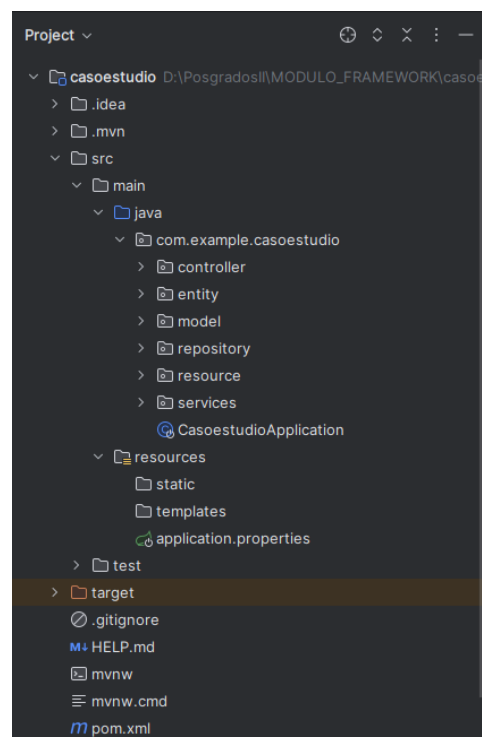 Project
casoestudio D:\PosgradosII\MODULO_FRAMEWORK\casoe
.idea
.mvn
src
main
java
com.example.casoestudio
controller
entity
model
repository
resource
services
CasoestudioApplication
resources
static
templates
application.properties
test
target
.gitignore
M↓ HELP.md
mvnw
mvnw.cmd
m pom.xml